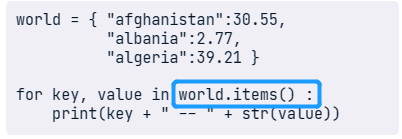 world = { "afghanistan":30.55,
"albania":2.77,
"algeria":39.21 }
for key, value in world.items() :
print(key + " -- " + str(value))